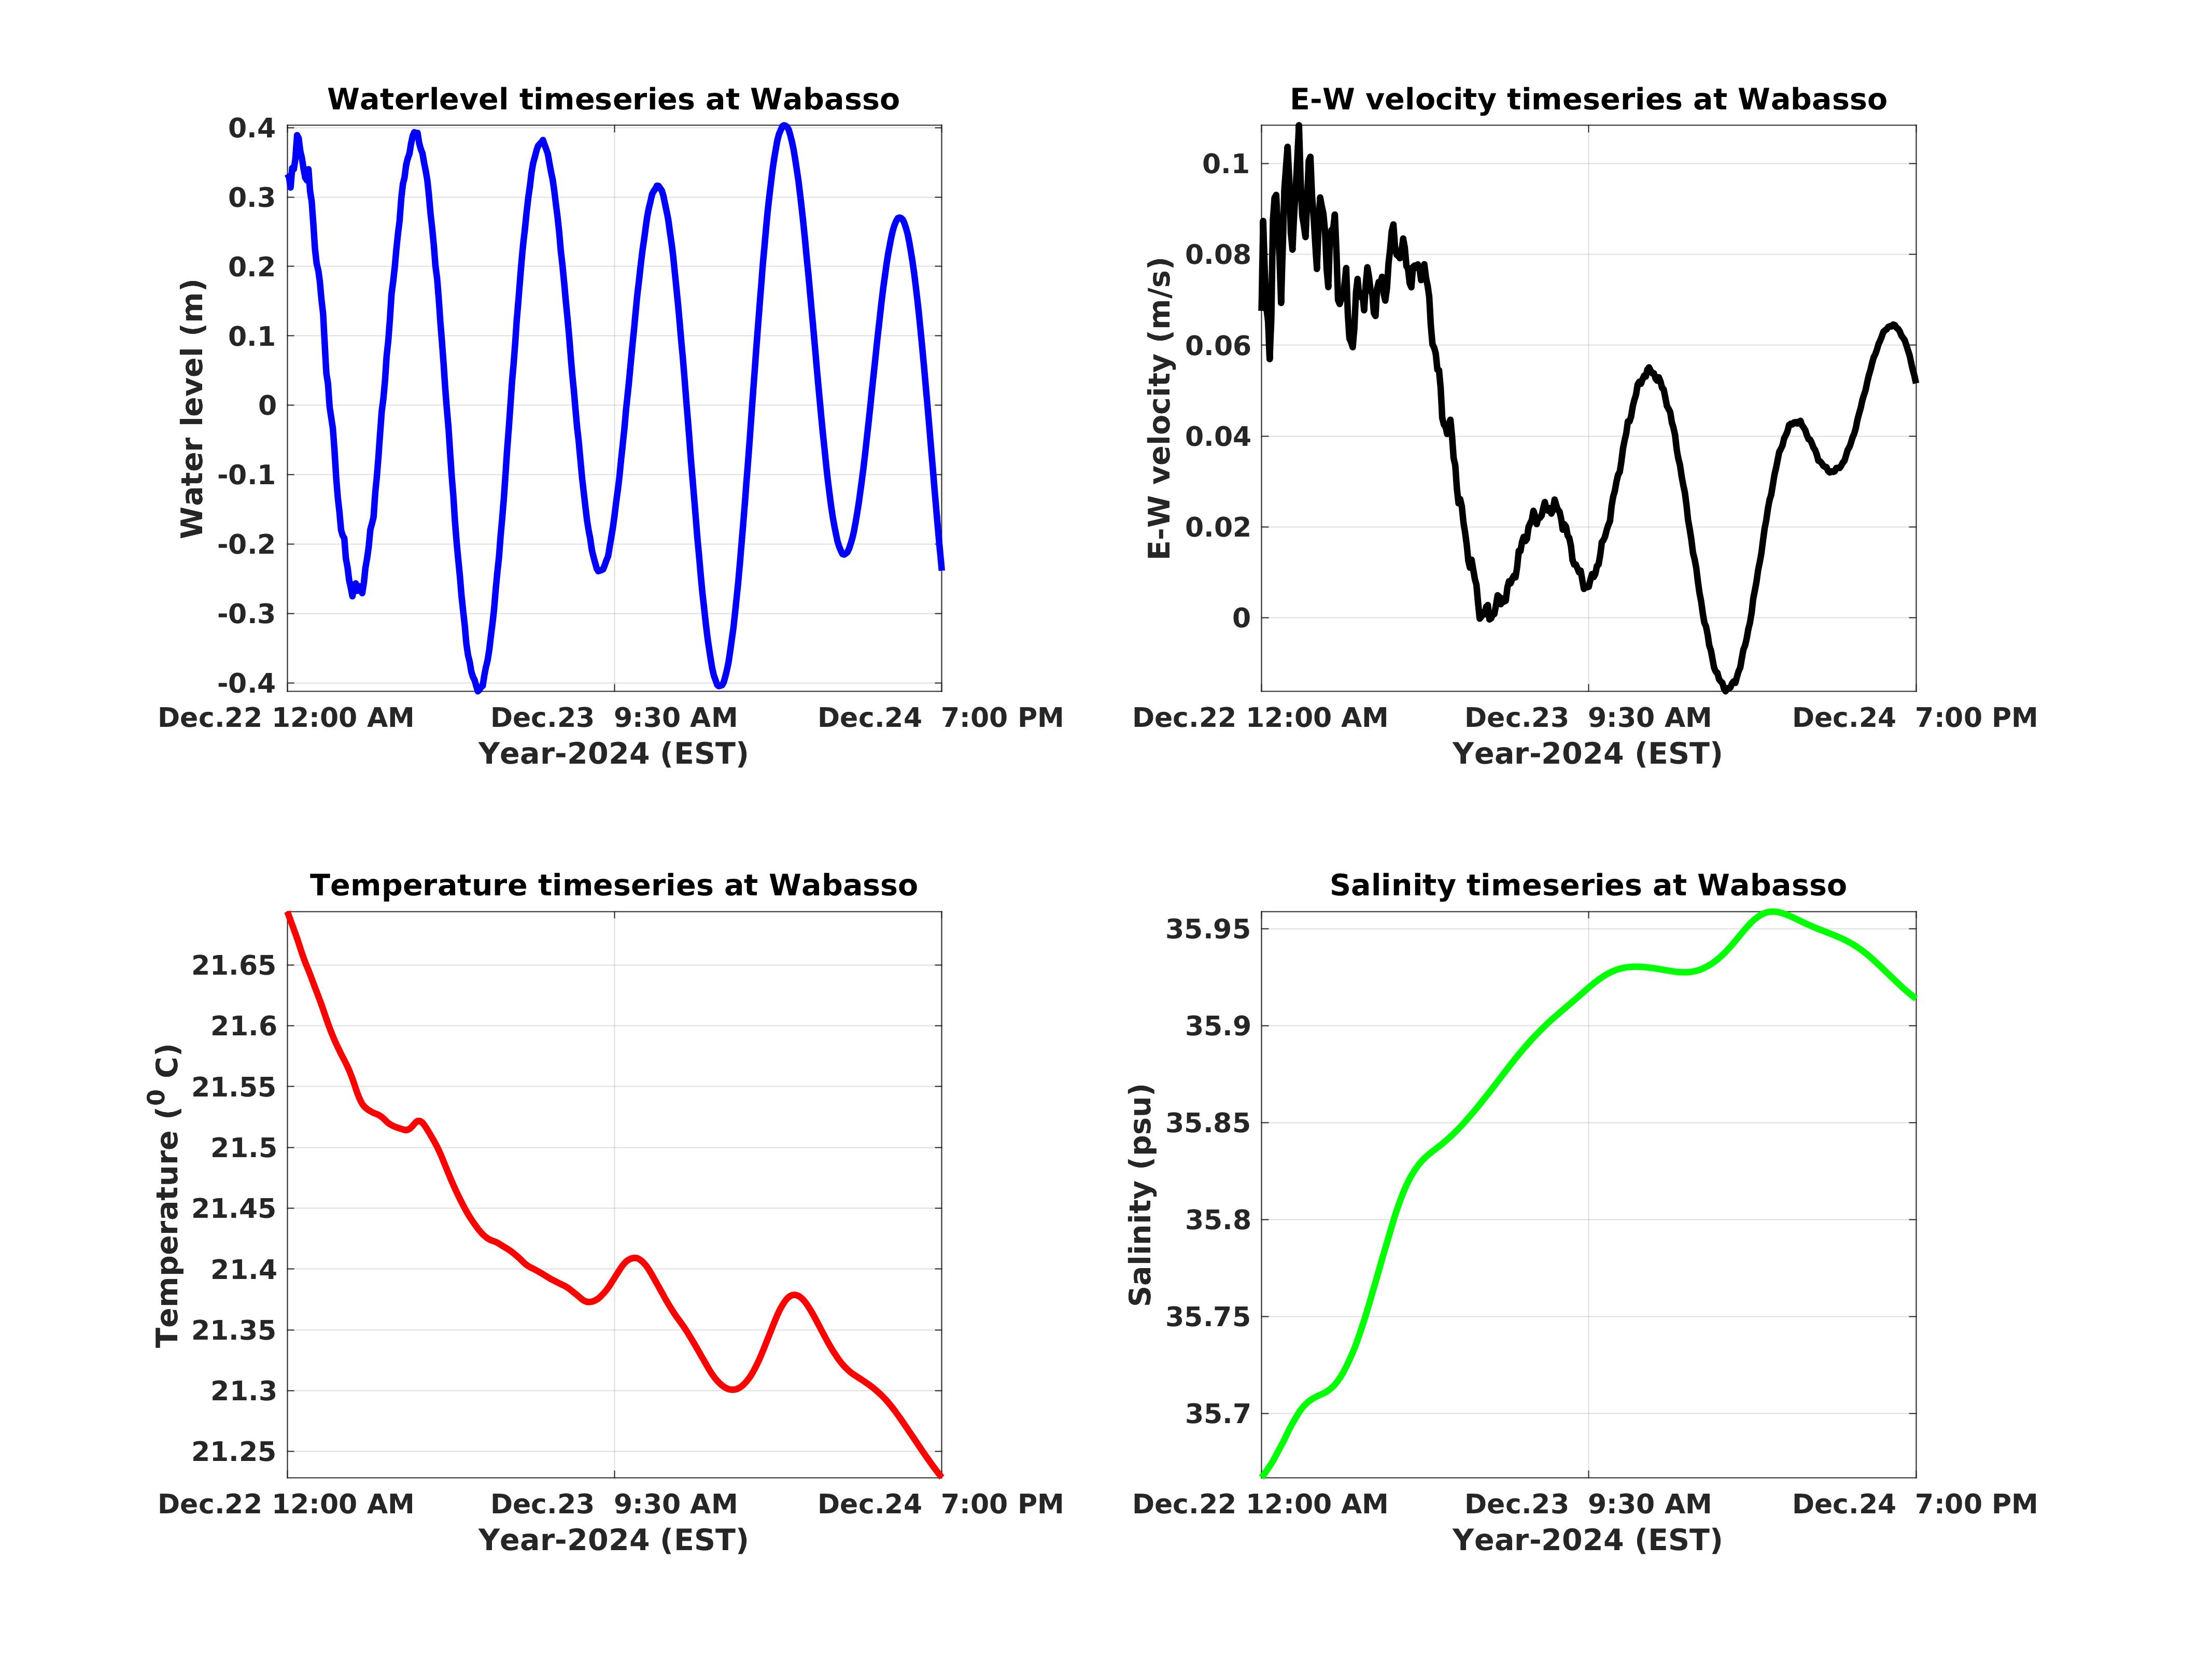 Waterlevel timeseries at Wabasso
0.4
0.3
0.2
0.1
0
-0.1
-0.2
-0.3
-0.4
Water level (m)
Dec.22 12:00 AM Dec.23 9:30 AM Dec.24 7:00 PM
Year-2024 (EST)
E-W velocity timeseries at Wabasso
0.1
0.08
0.06
0.04
0.02
0
E-W velocity (m/s)
Dec.22 12:00 AM Dec.23 9:30 AM Dec.24 7:00 PM
Year-2024 (EST)
Temperature timeseries at Wabasso
21.65
21.6
21.55
21.5
21.45
21.4
21.35
21.3
21.25
Temperature (⁰ C)
Dec.22 12:00 AM Dec.23 9:30 AM Dec.24 7:00 PM
Year-2024 (EST)
Salinity timeseries at Wabasso
35.95
35.9
35.85
35.8
35.75
35.7
Salinity (psu)
Dec.22 12:00 AM Dec.23 9:30 AM Dec.24 7:00 PM
Year-2024 (EST)